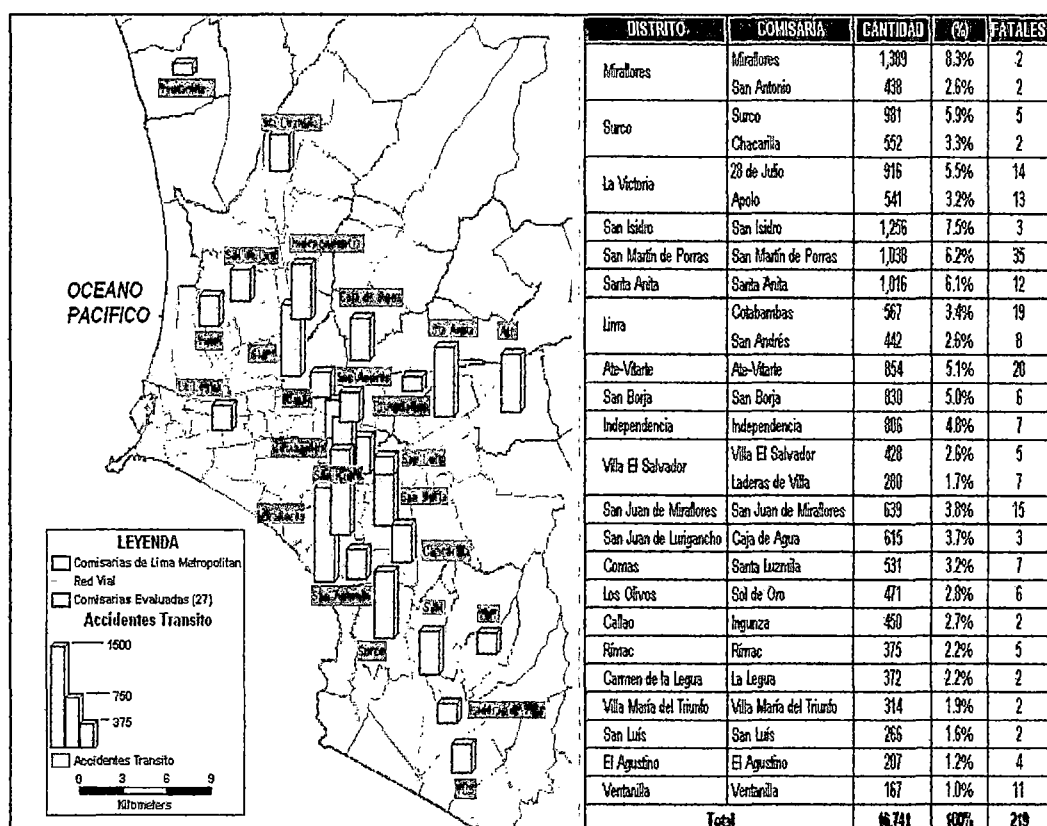 OCEANO
PACIFICO
LEYENDA
Comisarias de Lima Metropolitan
Red Vial
Comisarias Evaluadas (27)
Accidentes Transito
1500
750
375
Accidentes Transito
0 3 6 9
Kilometers
Independencia
Caja de Agua
San Andrés
San Luis
San Borja
Miraflores
Surco
DISTRITO COMISARÍA CANTIDAD (%) FATALES
Miraflores Miraflores 1,389 8.3% 2
San Antonio 438 2.6% 2
Surco Surco 981 5.9% 5
Chacarilla 552 3.3% 2
La Victoria 28 de Julio 916 5.5% 14
Apolo 541 3.2% 13
San Isidro San Isidro 1,256 7.5% 3
San Martín de Porras San Martín de Porras 1,038 6.2% 35
Santa Anita Santa Anita 1,016 6.1% 12
Lima Cotabambas 567 3.4% 19
San Andrés 442 2.6% 8
Ate-Vitarte Ate-Vitarte 854 5.1% 20
San Borja San Borja 830 5.0% 6
Independencia Independencia 806 4.8% 7
Villa El Salvador Villa El Salvador 428 2.6% 5
Laderas de Villa 280 1.7% 7
San Juan de Miraflores San Juan de Miraflores 639 3.8% 15
San Juan de Lurigancho Caja de Agua 615 3.7% 3
Comas Santa Luzmila 531 3.2% 7
Los Olivos Sol de Oro 471 2.8% 6
Callao Ingunza 450 2.7% 2
Rímac Rímac 375 2.2% 5
Carmen de la Legua La Legua 372 2.2% 2
Villa María del Triunfo Villa María del Triunfo 314 1.9% 2
San Luís San Luís 266 1.6% 2
El Agustino El Agustino 207 1.2% 4
Ventanilla Ventanilla 167 1.0% 11
Total 16,741 100% 219